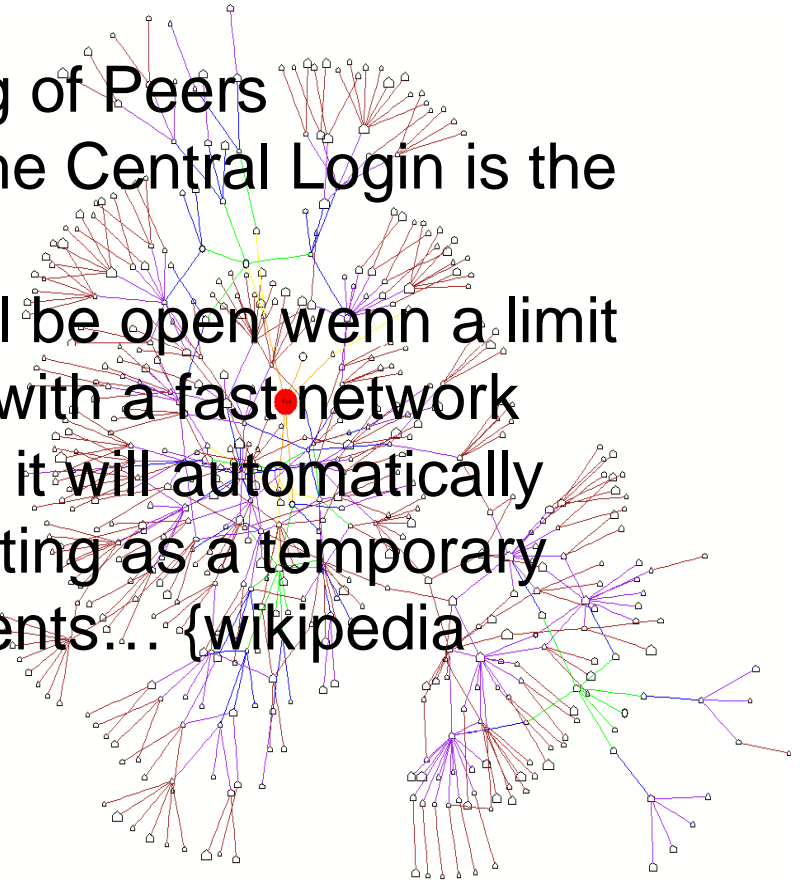 g of Peers
ne Central Login is the
l be open wenn a limit
with a fast network
it will automatically
ting as a temporary
ents... {wikipedia